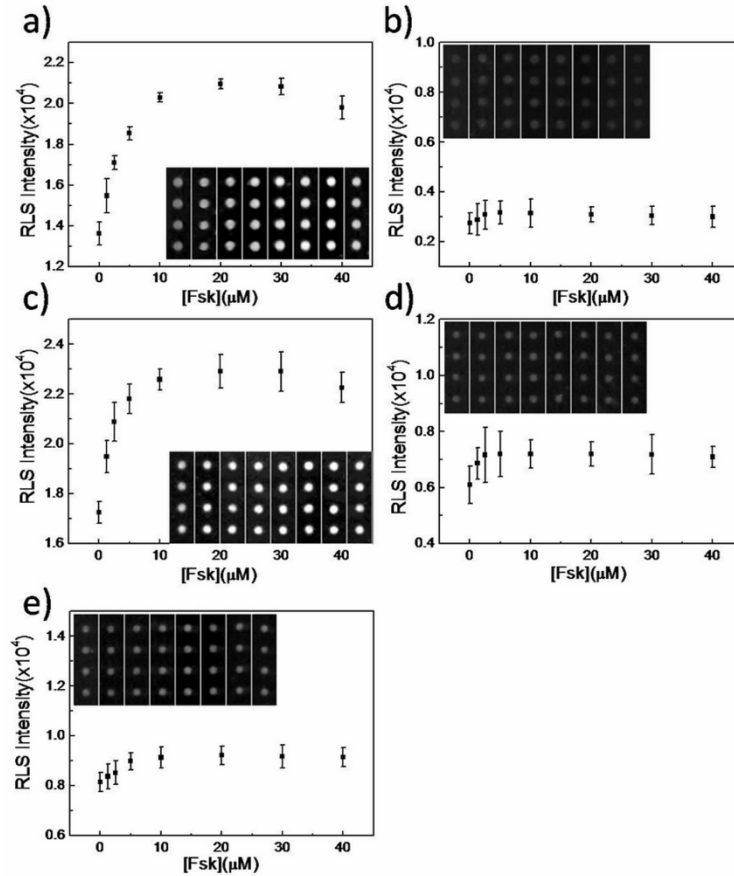 a)
RLS Intensity(x10⁴)
2.2
2.0
1.8
1.6
1.4
1.2
0 10 20 30 40
[Fsk](μM)
b)
RLS Intensity(x10⁴)
1.0
0.8
0.6
0.4
0.2
0 10 20 30 40
[Fsk](μM)
c)
RLS Intensity(x10⁴)
2.4
2.2
2.0
1.8
1.6
0 10 20 30 40
[Fsk](μM)
d)
RLS Intensity(x10⁴)
1.2
1.0
0.8
0.6
0.4
0 10 20 30 40
[Fsk](μM)
e)
RLS Intensity(x10⁴)
1.4
1.2
1.0
0.8
0.6
0 10 20 30 40
[Fsk](μM)